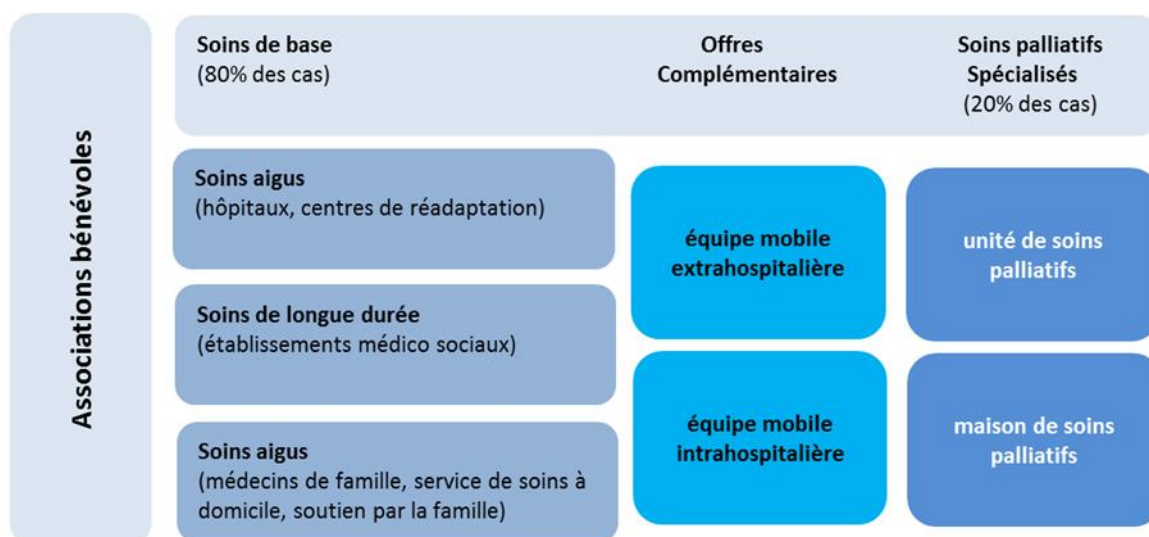 Associations bénévoles
Soins de base
(80% des cas)
Offres
Complémentaires
Soins palliatifs
Spécialisés
(20% des cas)
Soins aigus
(hôpitaux, centres de réadaptation)
Soins de longue durée
(établissements médico sociaux)
Soins aigus
(médecins de famille, service de soins à
domicile, soutien par la famille)
équipe mobile
extrahospitalière
équipe mobile
intrahospitalière
unité de soins
palliatifs
maison de soins
palliatifs